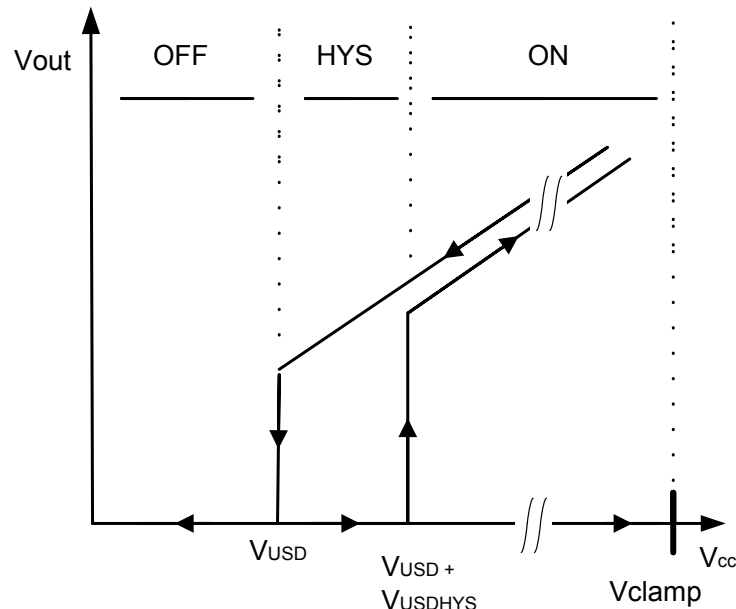 Vout
OFF
HYS
ON
VUSD
VUSD +
VUSDHYS
Vclamp
Vcc